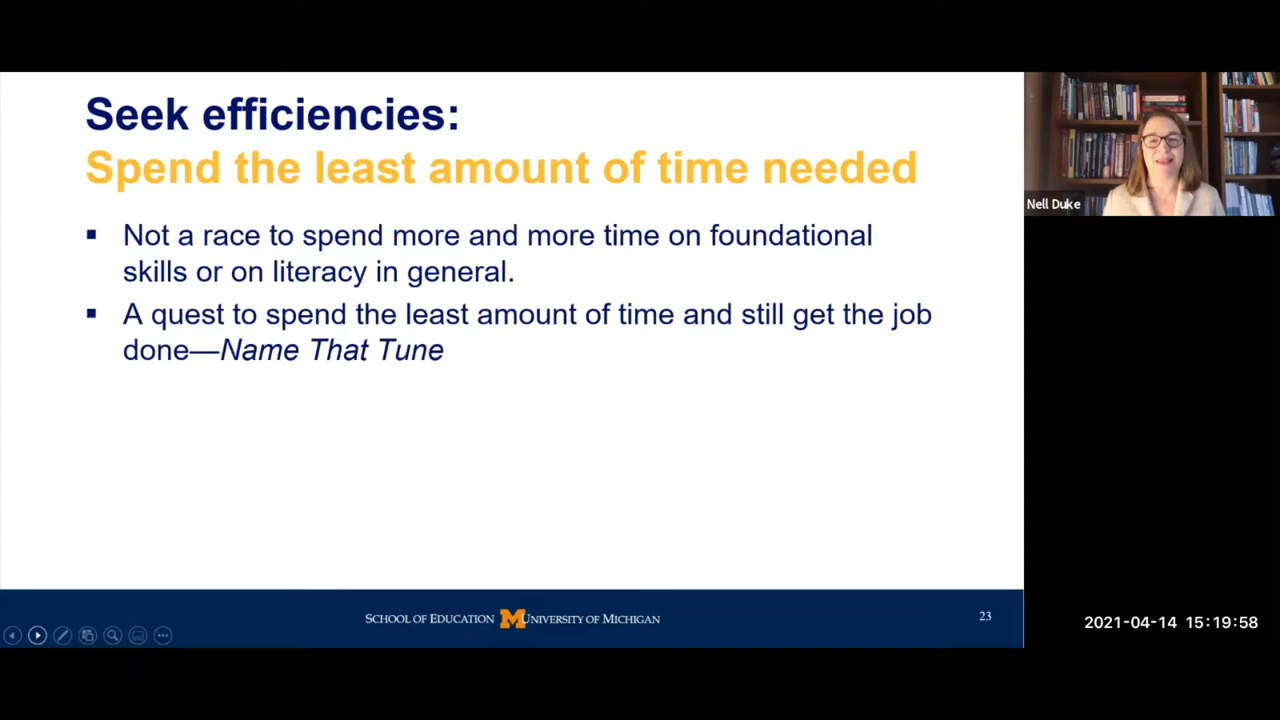 Seek efficiencies:
Spend the least amount of time needed
▪ Not a race to spend more and more time on foundational
skills or on literacy in general.
▪ A quest to spend the least amount of time and still get the job
done—Name That Tune
Nell Duke
SCHOOL OF EDUCATION M UNIVERSITY OF MICHIGAN
23
2021-04-14 15:19:58